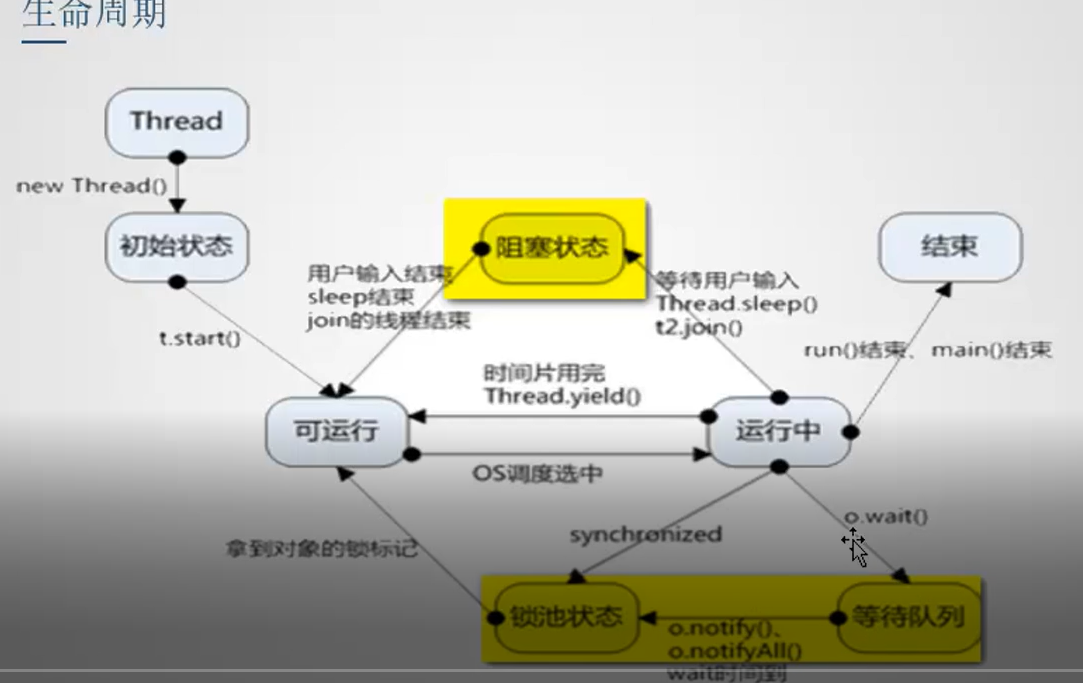 生命周期
Thread
new Thread()
初始状态
阻塞状态
结束
用户输入结束
sleep结束
join的线程结束
等待用户输入
Thread.sleep()
t2.join()
t.start()
run()结束、main()结束
时间片用完
Thread.yield()
可运行
运行中
OS调度选中
o.wait()
synchronized
拿到对象的锁标记
锁池状态
等待队列
o.notify()、
o.notifyAll()
wait时间到